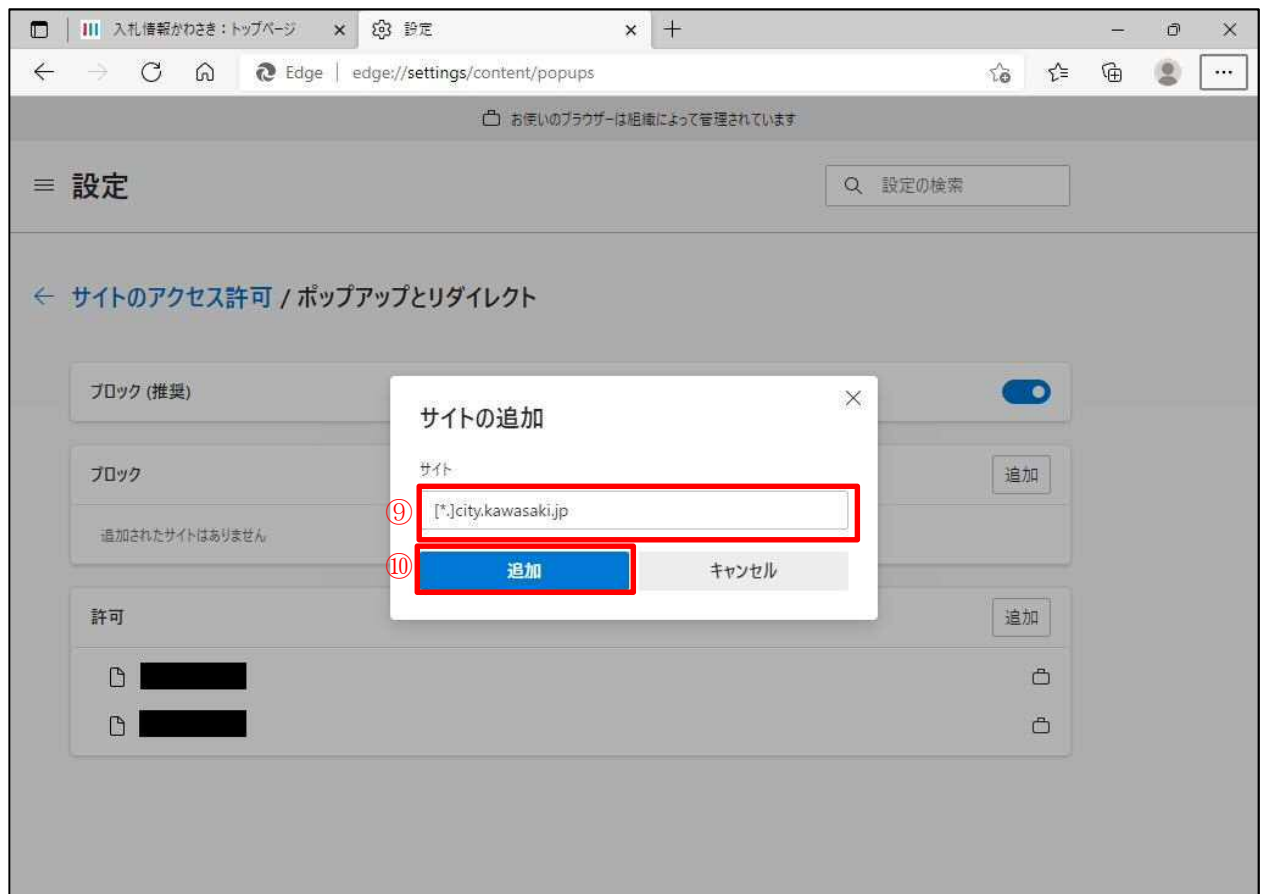 入札情報かわさき：トップページ
設定
Edge
edge://settings/content/popups
お使いのブラウザーは組織によって管理されています
設定
設定の検索
サイトのアクセス許可 / ポップアップとリダイレクト
ブロック (推奨)
サイトの追加
サイト
ブロック
追加
⑨ [*.]city.kawasaki.jp
追加されたサイトはありません
⑩ 追加
キャンセル
許可
追加